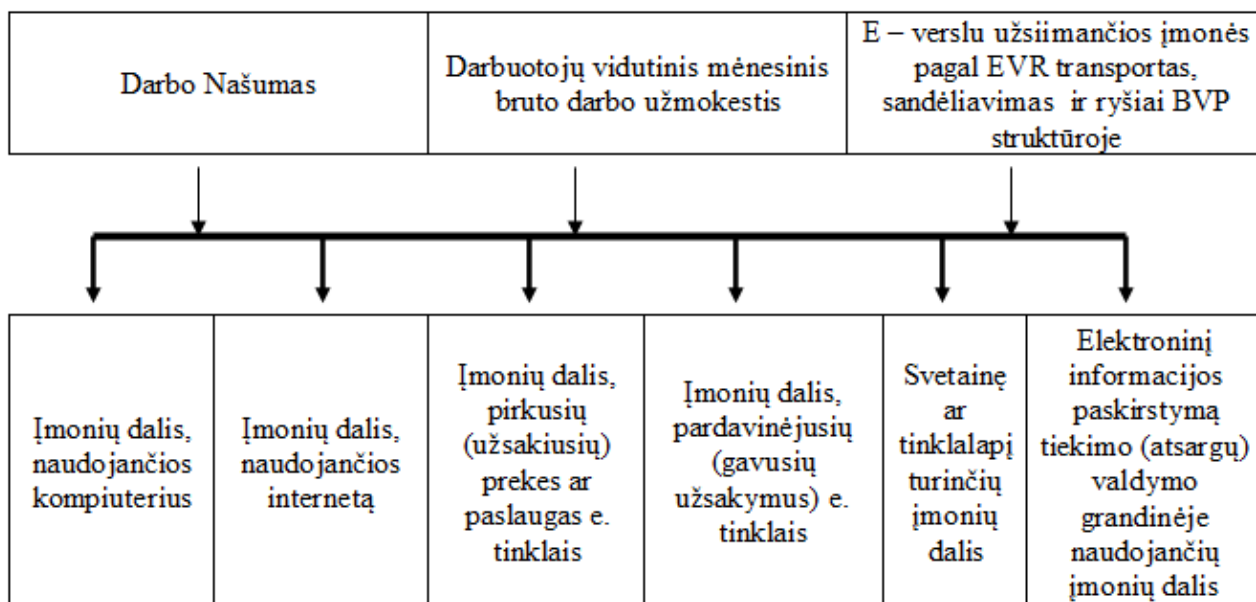 Darbo Našumas
Darbuotojų vidutinis mėnesinis
bruto darbo užmokestis
E – verslu užsiimančios įmonės
pagal EVR transportas,
sandėliavimas ir ryšiai BVP
struktūroje
Įmonių dalis,
naudojančios
kompiuterius
Įmonių dalis,
naudojančios
internetą
Įmonių dalis,
pirkusių
(užsakiusių)
prekes ar
paslaugas e.
tinklais
Įmonių dalis,
pardavinėjusių
(gavusių
užsakymus) e.
tinklais
Svetainę
ar
tinklalapį
turinčių
įmonių
dalis
Elektroninį
informacijos
paskirstymą
tiekimo (atsargų)
valdymo
grandinėje
naudojančių
įmonių dalis